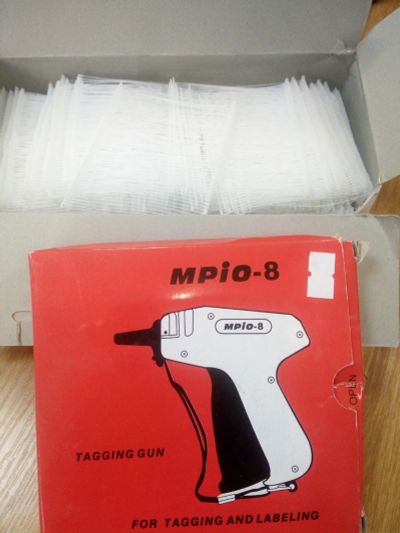 MPiO-8
MPiO-8
OPEN
TAGGING GUN
FOR TAGGING AND LABELING